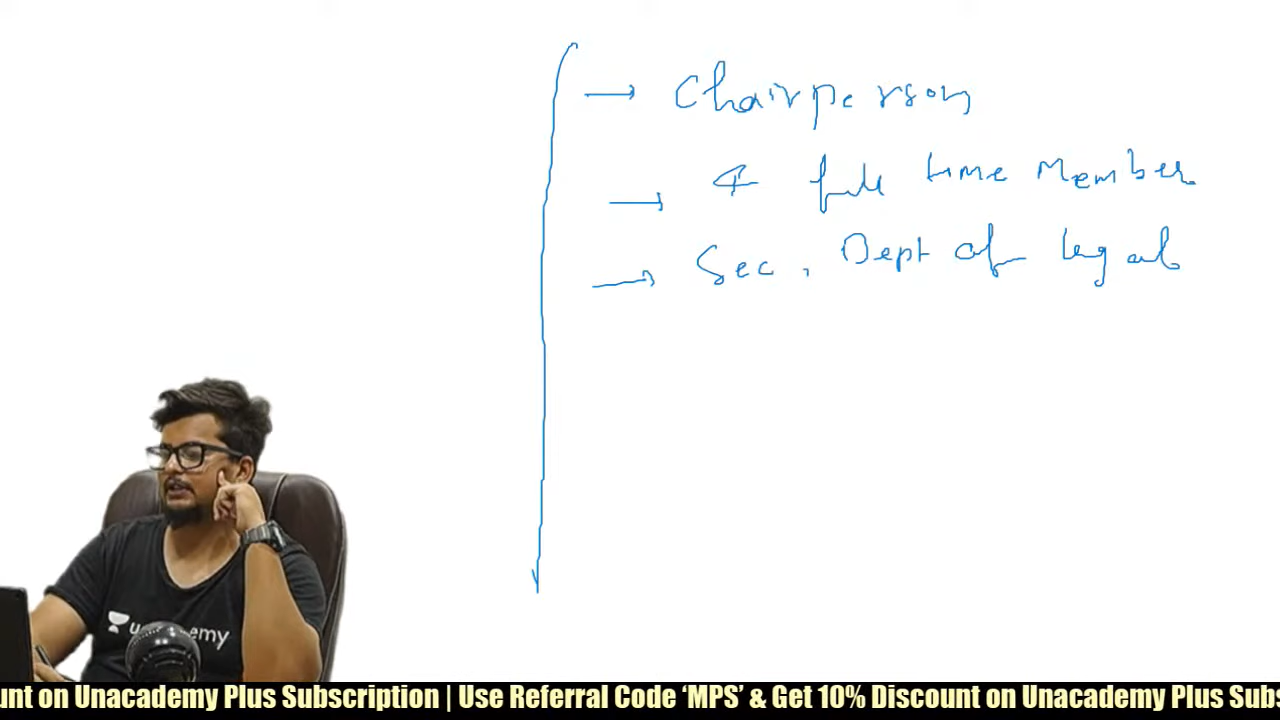 → Chairperson
→ 4 full time Member
→ Sec, Dept of legal
unacademy
unt on Unacademy Plus Subscription | Use Referral Code ‘MPS’ & Get 10% Discount on Unacademy Plus Subs